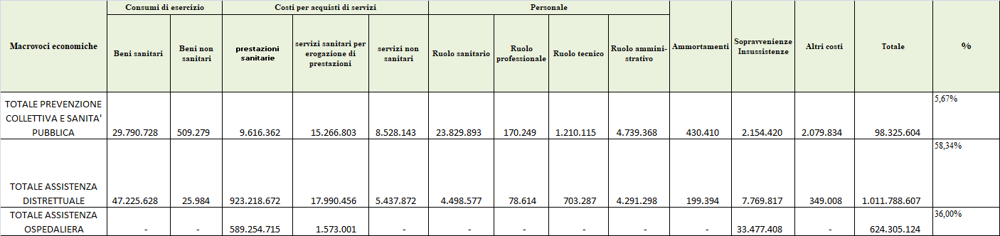 Macrovoci economiche
Consumi di esercizio
Costi per acquisti di servizi
Personale
Ammortamenti
Sopravvenienze
Insussistenze
Altri costi
Totale
%
Beni sanitari
Beni non
sanitari
prestazioni
sanitarie
servizi sanitari per
erogazione di
prestazioni
servizi non
sanitari
Ruolo sanitario
Ruolo
professionale
Ruolo tecnico
Ruolo ammini-
strativo
TOTALE PREVENZIONE
COLLETTIVA E SANITA'
PUBBLICA
29.790.728 509.279 9.616.362 15.266.803 8.528.143 23.829.893 170.249 1.210.115 4.739.368 430.410 2.154.420 2.079.834 98.325.604 5,67%
TOTALE ASSISTENZA
DISTRETTUALE
47.225.628 25.984 923.218.672 17.990.456 5.437.872 4.498.577 78.614 703.287 4.291.298 199.394 7.769.817 349.008 1.011.788.607 58,34%
TOTALE ASSISTENZA
OSPEDALIERA
- - 589.254.715 1.573.001 - - - - - - 33.477.408 - 624.305.124 36,00%